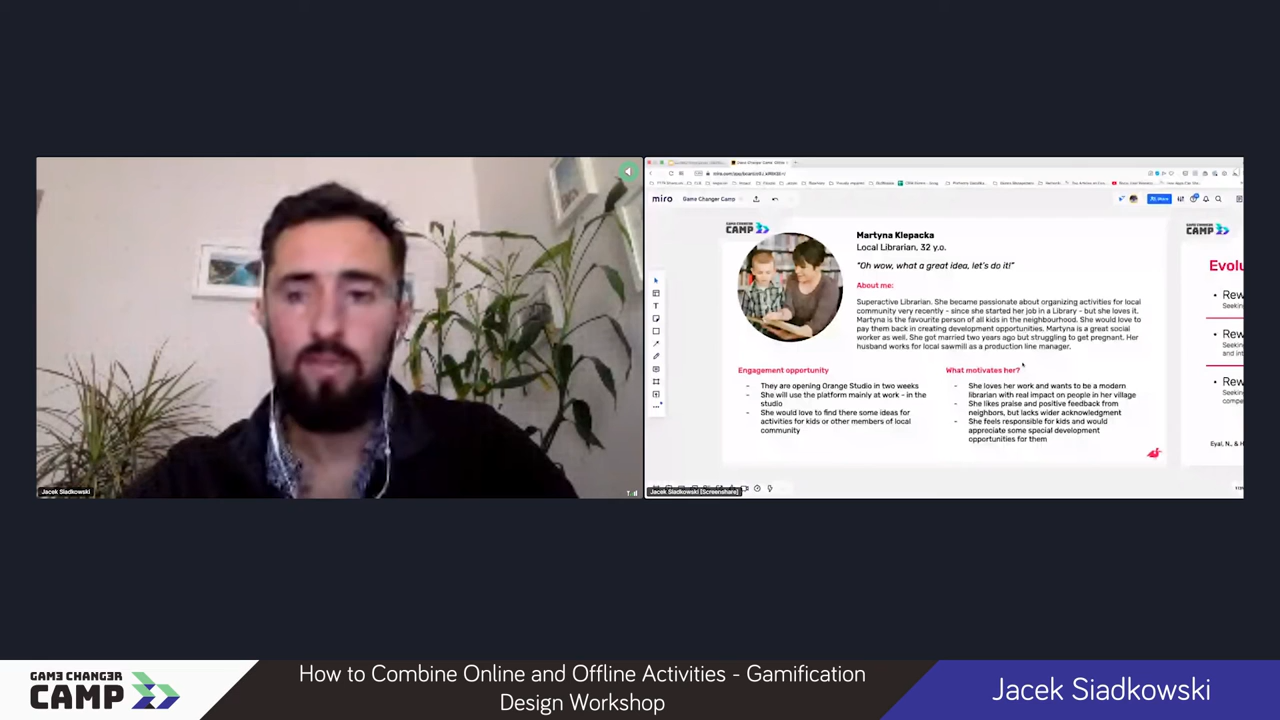 miro
Game Changer Camp
Share
GAME CHANGER
CAMP
Martyna Klepacka
Local Librarian, 32 y.o.
"Oh wow, what a great idea, let's do it!"
About me:
Superactive Librarian. She became passionate about organizing activities for local
community very recently - since she started her job in a Library - but she loves it.
Martyna is the favourite person of all kids in the neighbourhood. She would love to
pay them back in creating development opportunities. Martyna is a great social
worker as well. She got married two years ago but struggling to get pregnant. Her
husband works for local sawmill as a production line manager.
Engagement opportunity
- They are opening Orange Studio in two weeks
- She will use the platform mainly at work - in the
studio
- She would love to find there some ideas for
activities for kids or other members of local
community
What motivates her?
- She loves her work and wants to be a modern
librarian with real impact on people in her village
- She likes praise and positive feedback from
neighbors, but lacks wider acknowledgment
- She feels responsible for kids and would
appreciate some special development
opportunities for them
GAME CHANGER
CAMP
Evolu
• Rew
Seeking
• Rew
and int
• Rew
compe
Eyal, N., & H
Jacek Siadkowski
Jacek Siadkowski [Screenshare]
GAM3 CHANG3R
CAMP
How to Combine Online and Offline Activities - Gamification
Design Workshop
Jacek Siadkowski